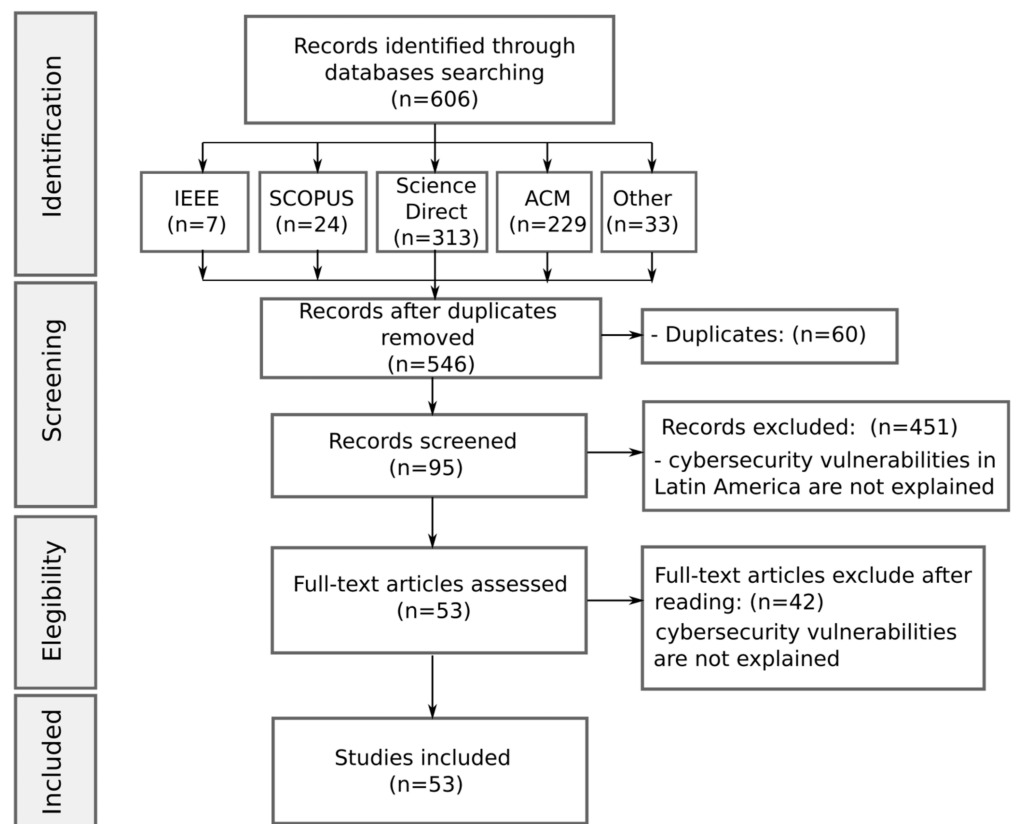 Identification
Records identified through
databases searching
(n=606)
IEEE
(n=7)
SCOPUS
(n=24)
Science
Direct
(n=313)
ACM
(n=229
Other
(n=33)
Screening
Records after duplicates
removed
(n=546)
- Duplicates: (n=60)
Records screened
(n=95)
Records excluded: (n=451)
- cybersecurity vulnerabilities in
Latin America are not explained
Elegibility
Full-text articles assessed
(n=53)
Full-text articles exclude after
reading: (n=42)
cybersecurity vulnerabilities
are not explained
Included
Studies included
(n=53)